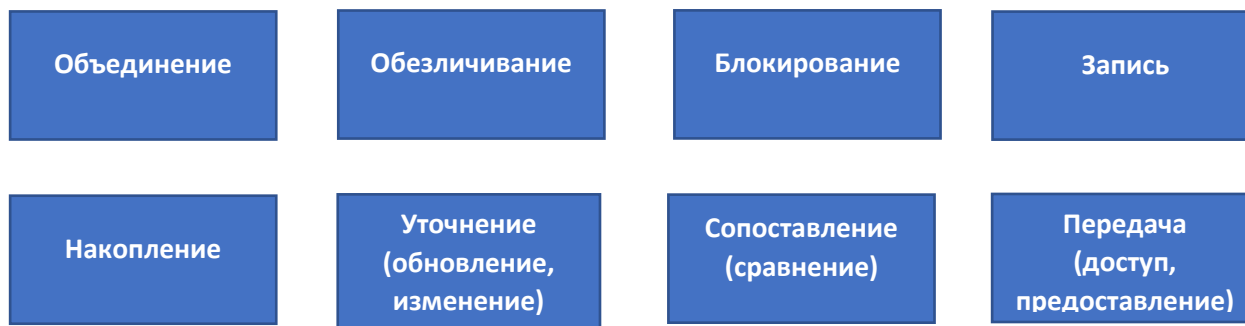 Объединение
Обезличивание
Блокирование
Запись
Накопление
Уточнение
(обновление,
изменение)
Сопоставление
(сравнение)
Передача
(доступ,
предоставление)